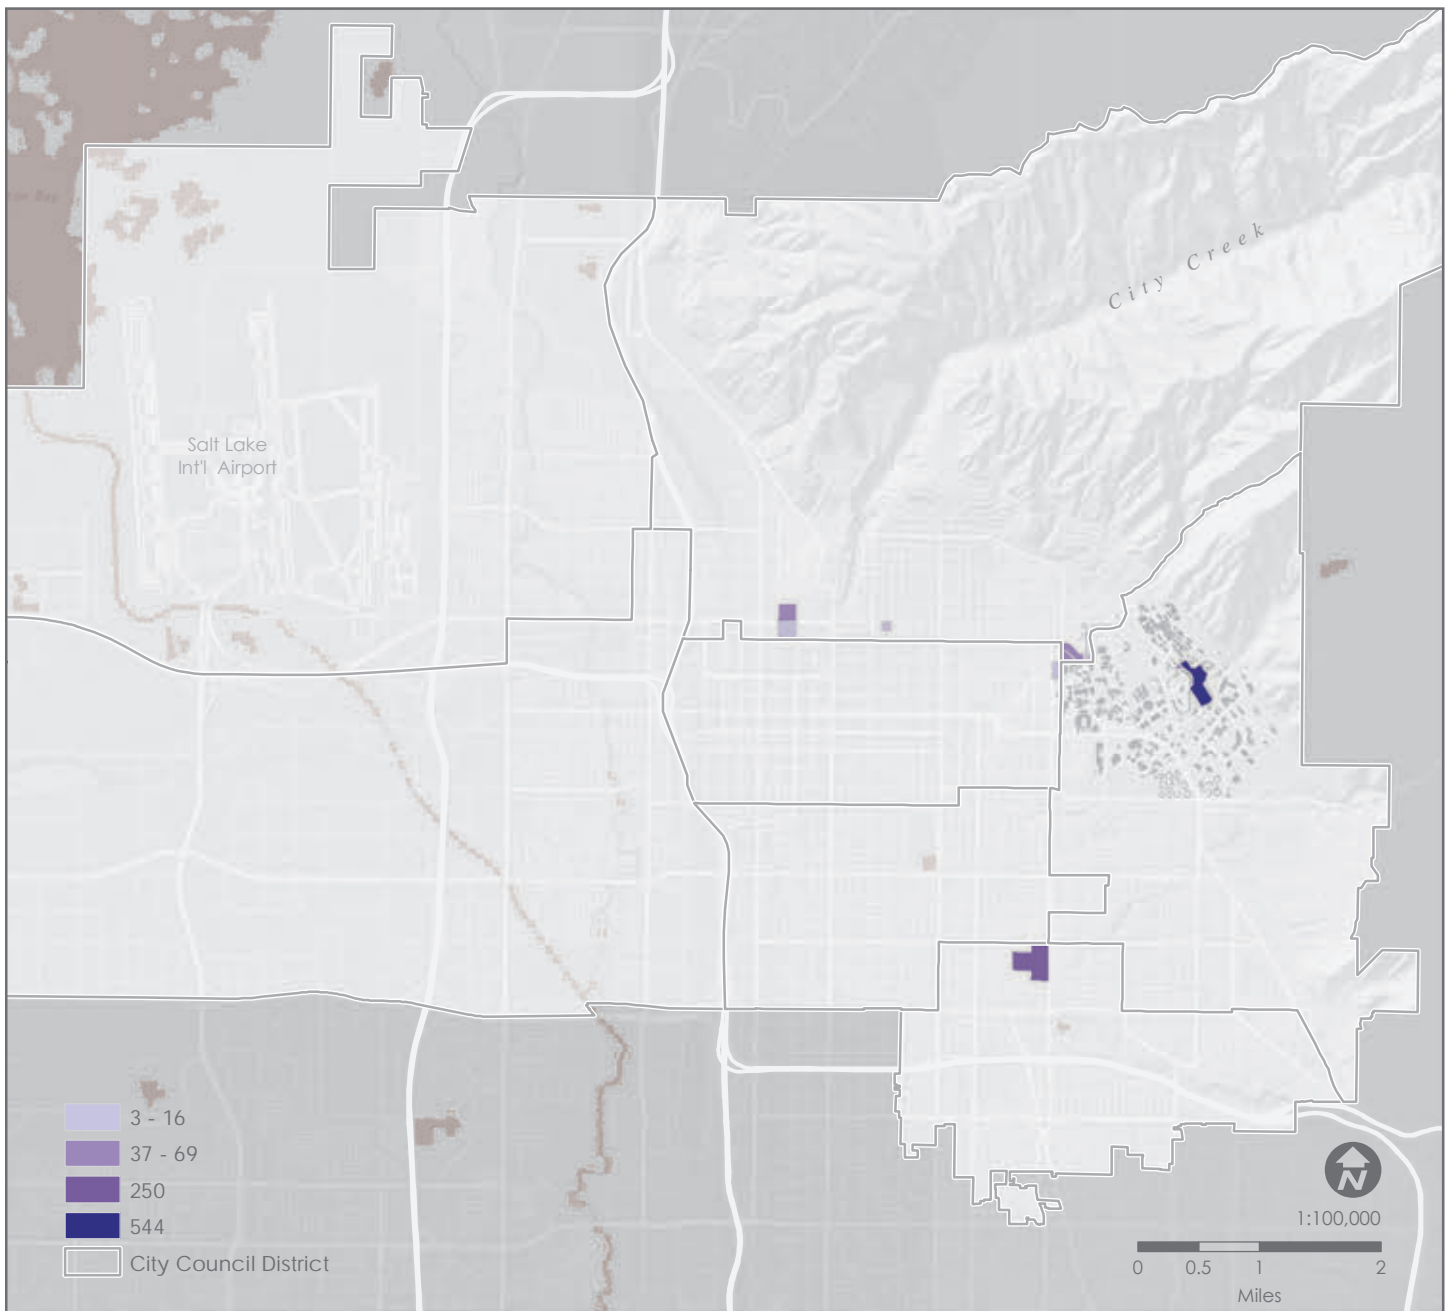 City Creek
Salt Lake
Int'l Airport
3 - 16
37 - 69
250
544
City Council District
N
1:100,000
0 0.5 1 2
Miles